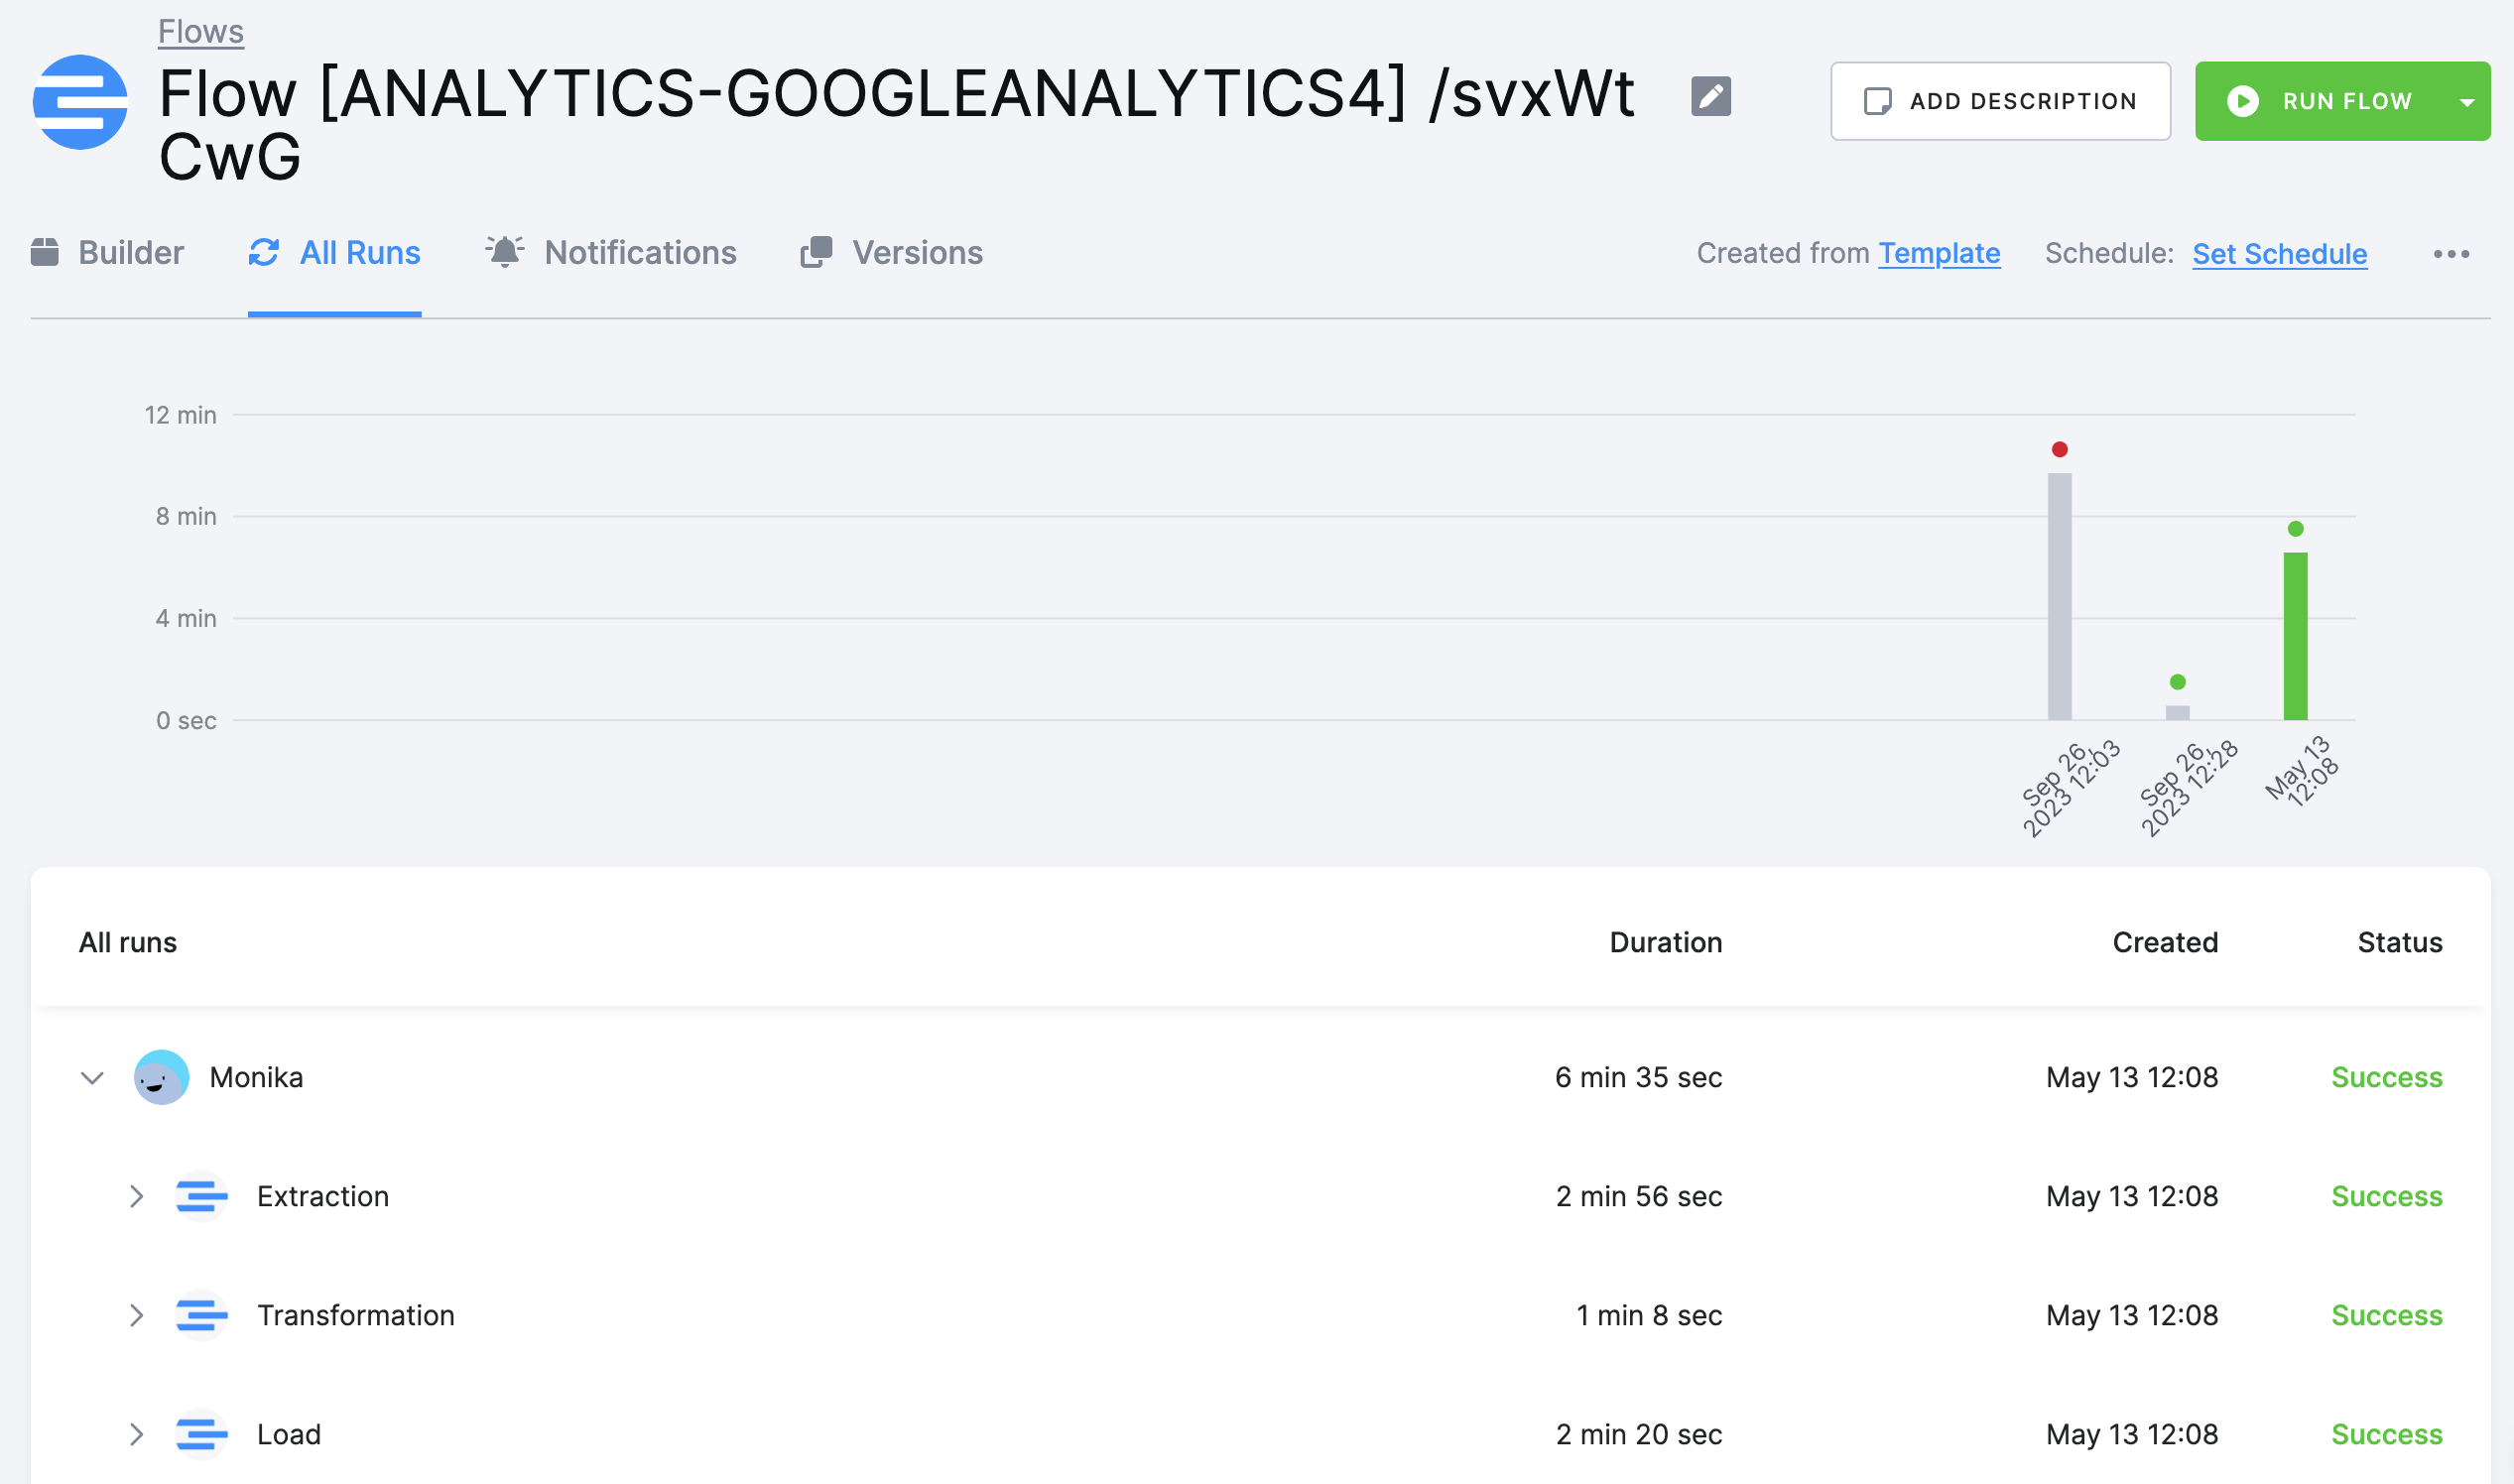 Flows
Flow [ANALYTICS-GOOGLEANALYTICS4] /svxWt
CwG
ADD DESCRIPTION
RUN FLOW
Builder
All Runs
Notifications
Versions
Created from Template
Schedule: Set Schedule
12 min
8 min
4 min
0 sec
Sep 26,
2023 12:03
Sep 26,
2023 12:28
May 13
12:08
All runs Duration Created Status
Monika 6 min 35 sec May 13 12:08 Success
Extraction 2 min 56 sec May 13 12:08 Success
Transformation 1 min 8 sec May 13 12:08 Success
Load 2 min 20 sec May 13 12:08 Success